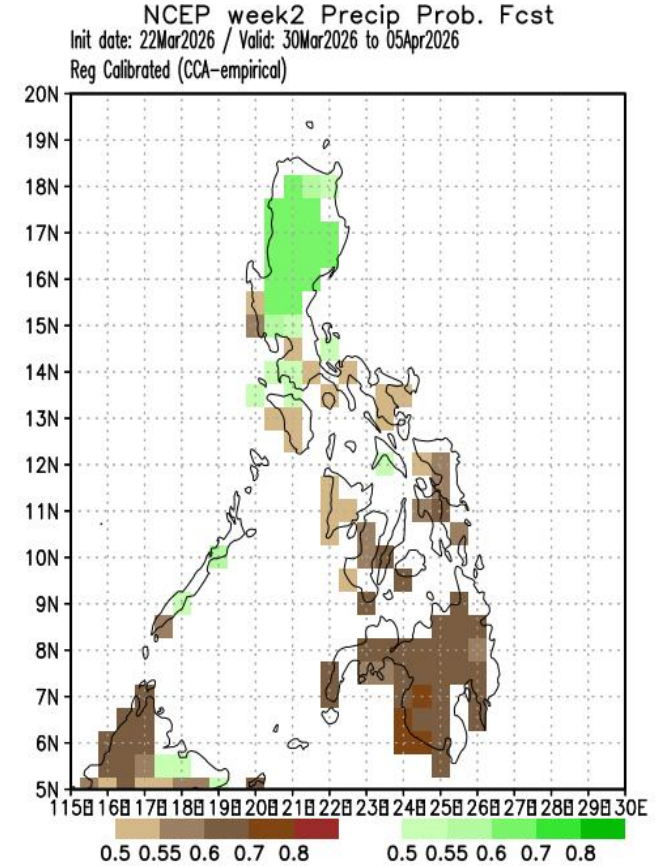 NCEP week2 Precip Prob. Fcst
Init date: 22Mar2026 / Valid: 30Mar2026 to 05Apr2026
Reg Calibrated (CCA-empirical)
20N
19N
18N
17N
16N
15N
14N
13N
12N
11N
10N
9N
8N
7N
6N
5N
115E 116E 117E 118E 119E 120E 121E 122E 123E 124E 125E 126E 127E 128E 129E 130E
0.5 0.55 0.6 0.7 0.8 0.5 0.55 0.6 0.7 0.8